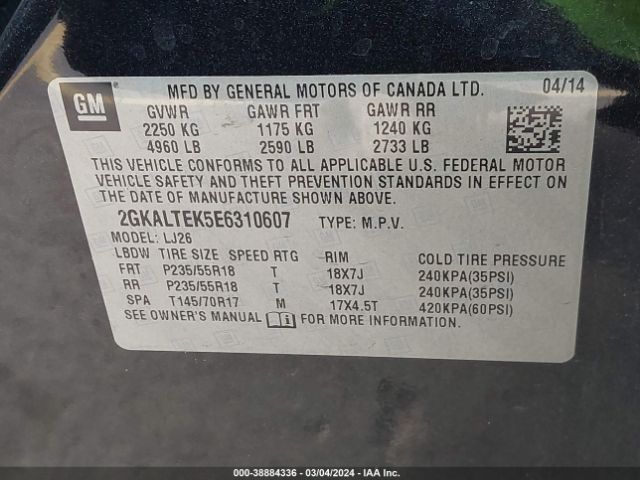 GM
MFD BY GENERAL MOTORS OF CANADA LTD. 04/14
GVWR GAWR FRT GAWR RR
2250 KG 1175 KG 1240 KG
4960 LB 2590 LB 2733 LB
THIS VEHICLE CONFORMS TO ALL APPLICABLE U.S. FEDERAL MOTOR
VEHICLE SAFETY AND THEFT PREVENTION STANDARDS IN EFFECT ON
THE DATE OF MANUFACTURE SHOWN ABOVE.
2GKALTEK5E6310607 TYPE: M.P.V.
MODEL: LJ26
LBDW TIRE SIZE SPEED RTG RIM COLD TIRE PRESSURE
FRT P235/55R18 T 18X7J 240KPA(35PSI)
RR P235/55R18 T 18X7J 240KPA(35PSI)
SPA T145/70R17 M 17X4.5T 420KPA(60PSI)
SEE OWNER'S MANUAL i FOR MORE INFORMATION.
000-38884336 - 03/04/2024 - IAA Inc.